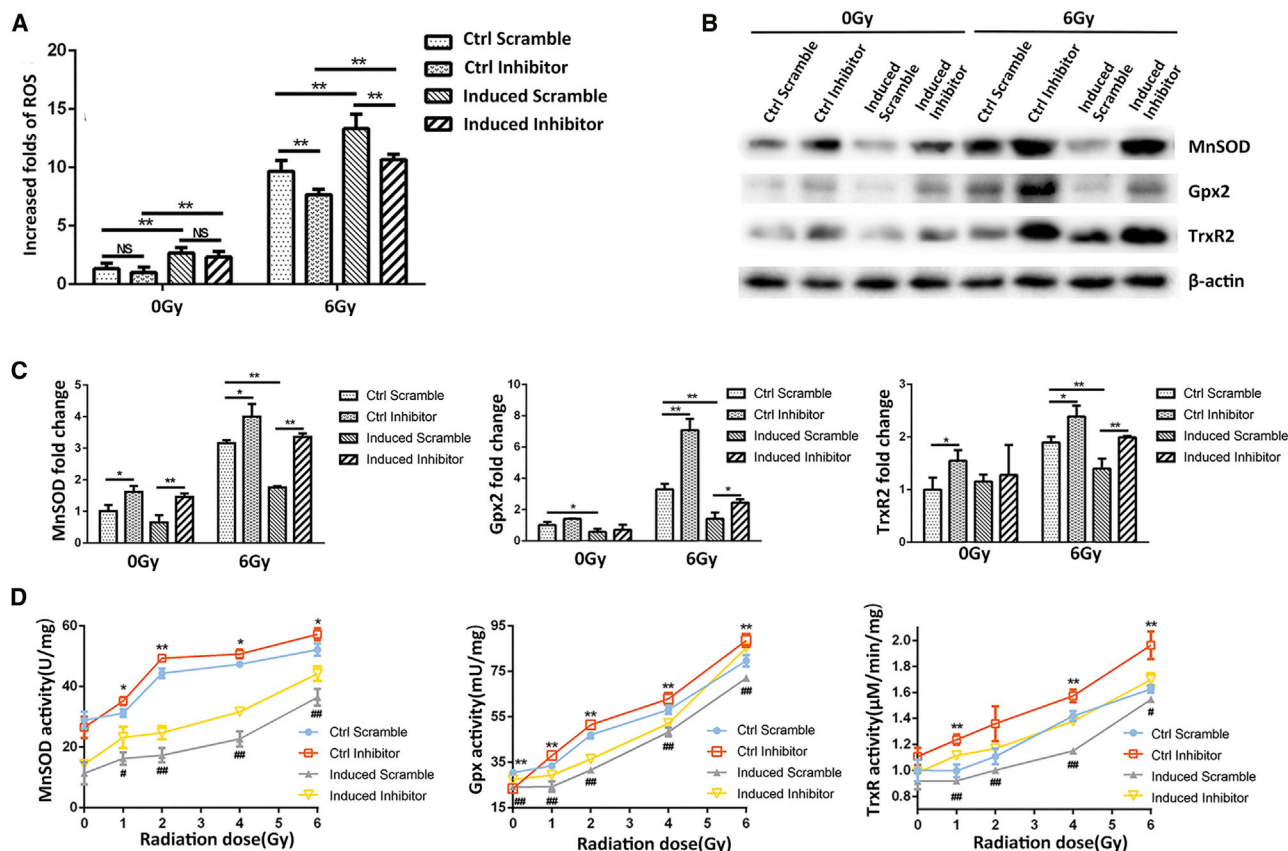 A
Increased folds of ROS
20
15
10
5
0
**
**
NS
NS
**
**
**
**
0Gy
6Gy
Ctrl Scramble
Ctrl Inhibitor
Induced Scramble
Induced Inhibitor
B
0Gy
6Gy
Ctrl Scramble
Ctrl Inhibitor
Induced
Scramble
Induced
Inhibitor
Ctrl Scramble
Ctrl Inhibitor
Induced
Scramble
Induced
Inhibitor
MnSOD
Gpx2
TrxR2
β-actin
C
MnSOD fold change
5
4
3
2
1
0
*
**
**
*
**
0Gy
6Gy
Ctrl Scramble
Ctrl Inhibitor
Induced Scramble
Induced Inhibitor
Gpx2 fold change
10
8
6
4
2
0
*
**
**
*
0Gy
6Gy
Ctrl Scramble
Ctrl Inhibitor
Induced Scramble
Induced Inhibitor
TrxR2 fold change
3
2
1
0
*
**
*
**
0Gy
6Gy
Ctrl Scramble
Ctrl Inhibitor
Induced Scramble
Induced Inhibitor
D
MnSOD activity(U/mg)
60
40
20
0
*
**
*
*
#
##
##
##
0
1
2
4
6
Radiation dose(Gy)
Ctrl Scramble
Ctrl Inhibitor
Induced Scramble
Induced Inhibitor
Gpx activity(mU/mg)
95
75
55
35
15
**
**
**
**
**
##
##
##
##
##
0
1
2
4
6
Radiation dose(Gy)
Ctrl Scramble
Ctrl Inhibitor
Induced Scramble
Induced Inhibitor
TrxR activity(μM/min/mg)
2.0
1.8
1.6
1.4
1.2
1.0
0.8
**
**
**
##
##
##
#
0
1
2
4
6
Radiation dose(Gy)
Ctrl Scramble
Ctrl Inhibitor
Induced Scramble
Induced Inhibitor